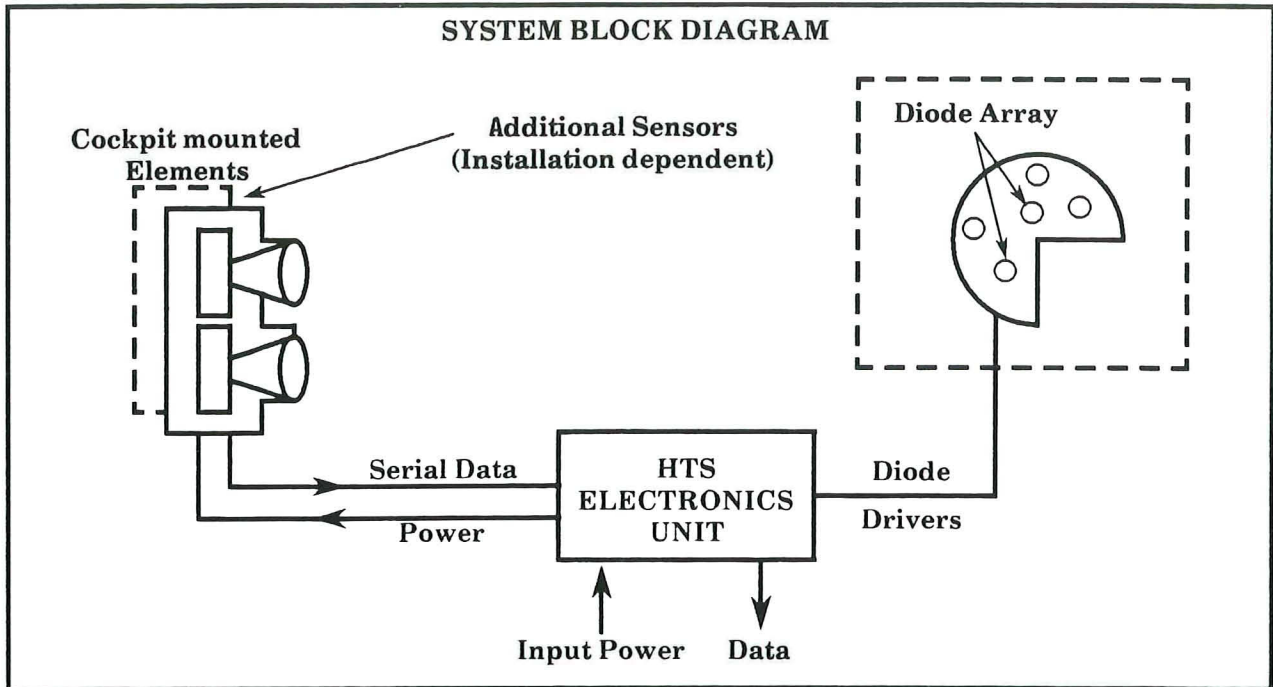 SYSTEM BLOCK DIAGRAM
Cockpit mounted
Elements
Additional Sensors
(Installation dependent)
Diode Array
Serial Data
Power
HTS
ELECTRONICS
UNIT
Diode
Drivers
Input Power
Data